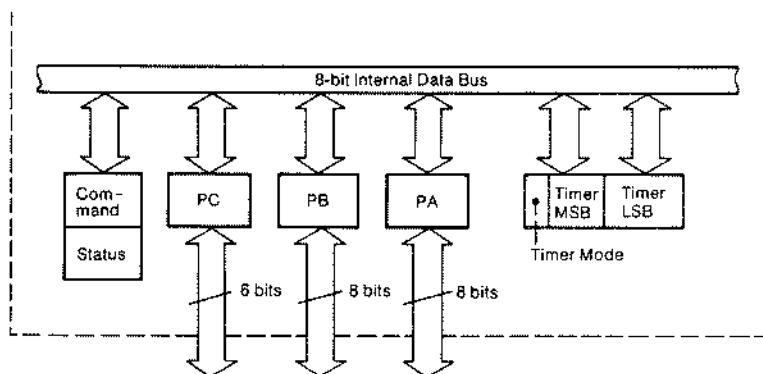 8-bit Internal Data Bus
Com-
mand
Status
PC
PB
PA
Timer
MSB
Timer
LSB
Timer Mode
6 bits
8 bits
8 bits